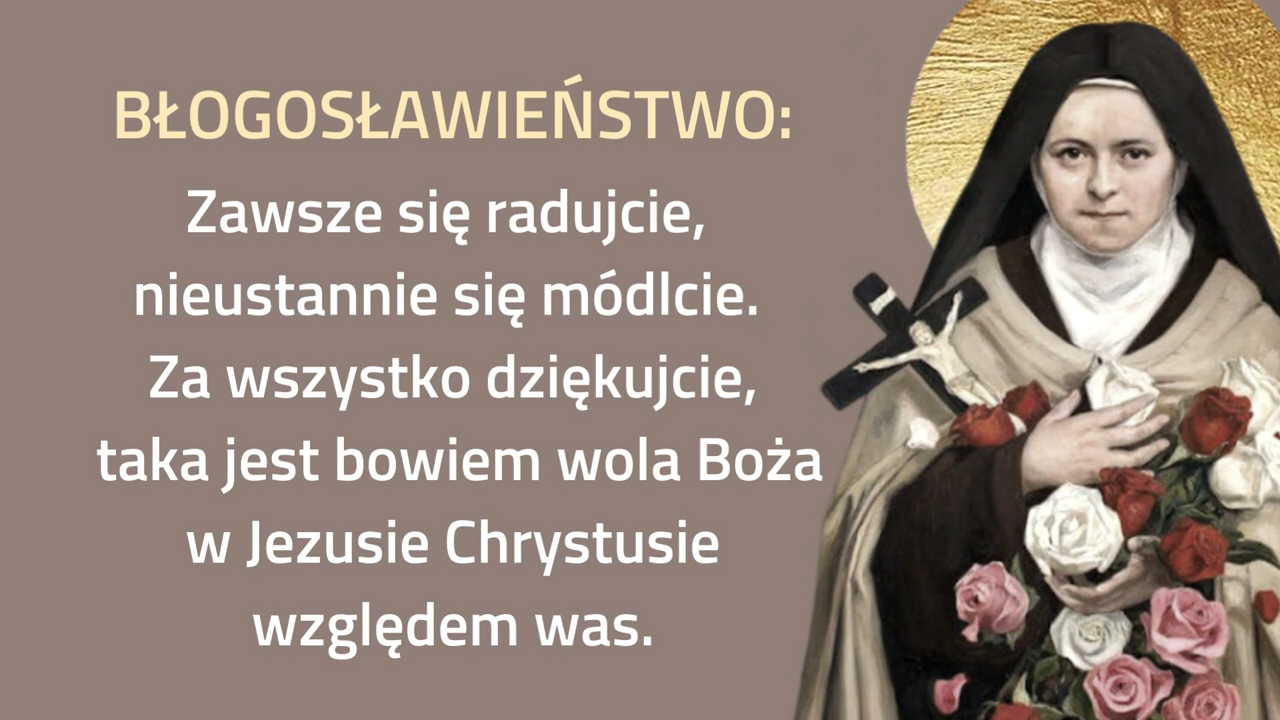 BŁOGOSŁAWIEŃSTWO:
Zawsze się radujcie,
nieustannie się módlcie.
Za wszystko dziękujcie,
taka jest bowiem wola Boża
w Jezusie Chrystusie
względem was.